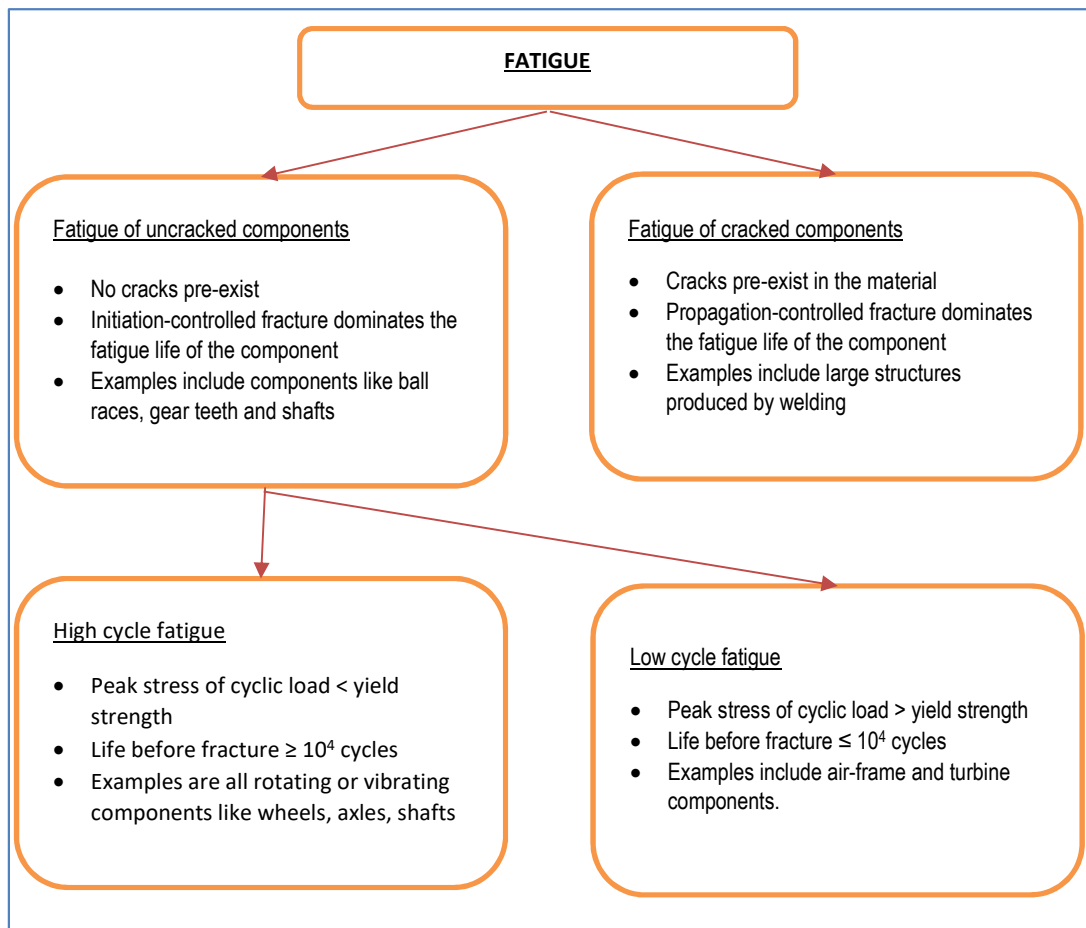 FATIGUE
Fatigue of uncracked components
• No cracks pre-exist
• Initiation-controlled fracture dominates the
fatigue life of the component
• Examples include components like ball
races, gear teeth and shafts
Fatigue of cracked components
• Cracks pre-exist in the material
• Propagation-controlled fracture dominates
the fatigue life of the component
• Examples include large structures
produced by welding
High cycle fatigue
• Peak stress of cyclic load < yield
strength
• Life before fracture ≥ 10⁴ cycles
• Examples are all rotating or vibrating
components like wheels, axles, shafts
Low cycle fatigue
• Peak stress of cyclic load > yield strength
• Life before fracture ≤ 10⁴ cycles
• Examples include air-frame and turbine
components.